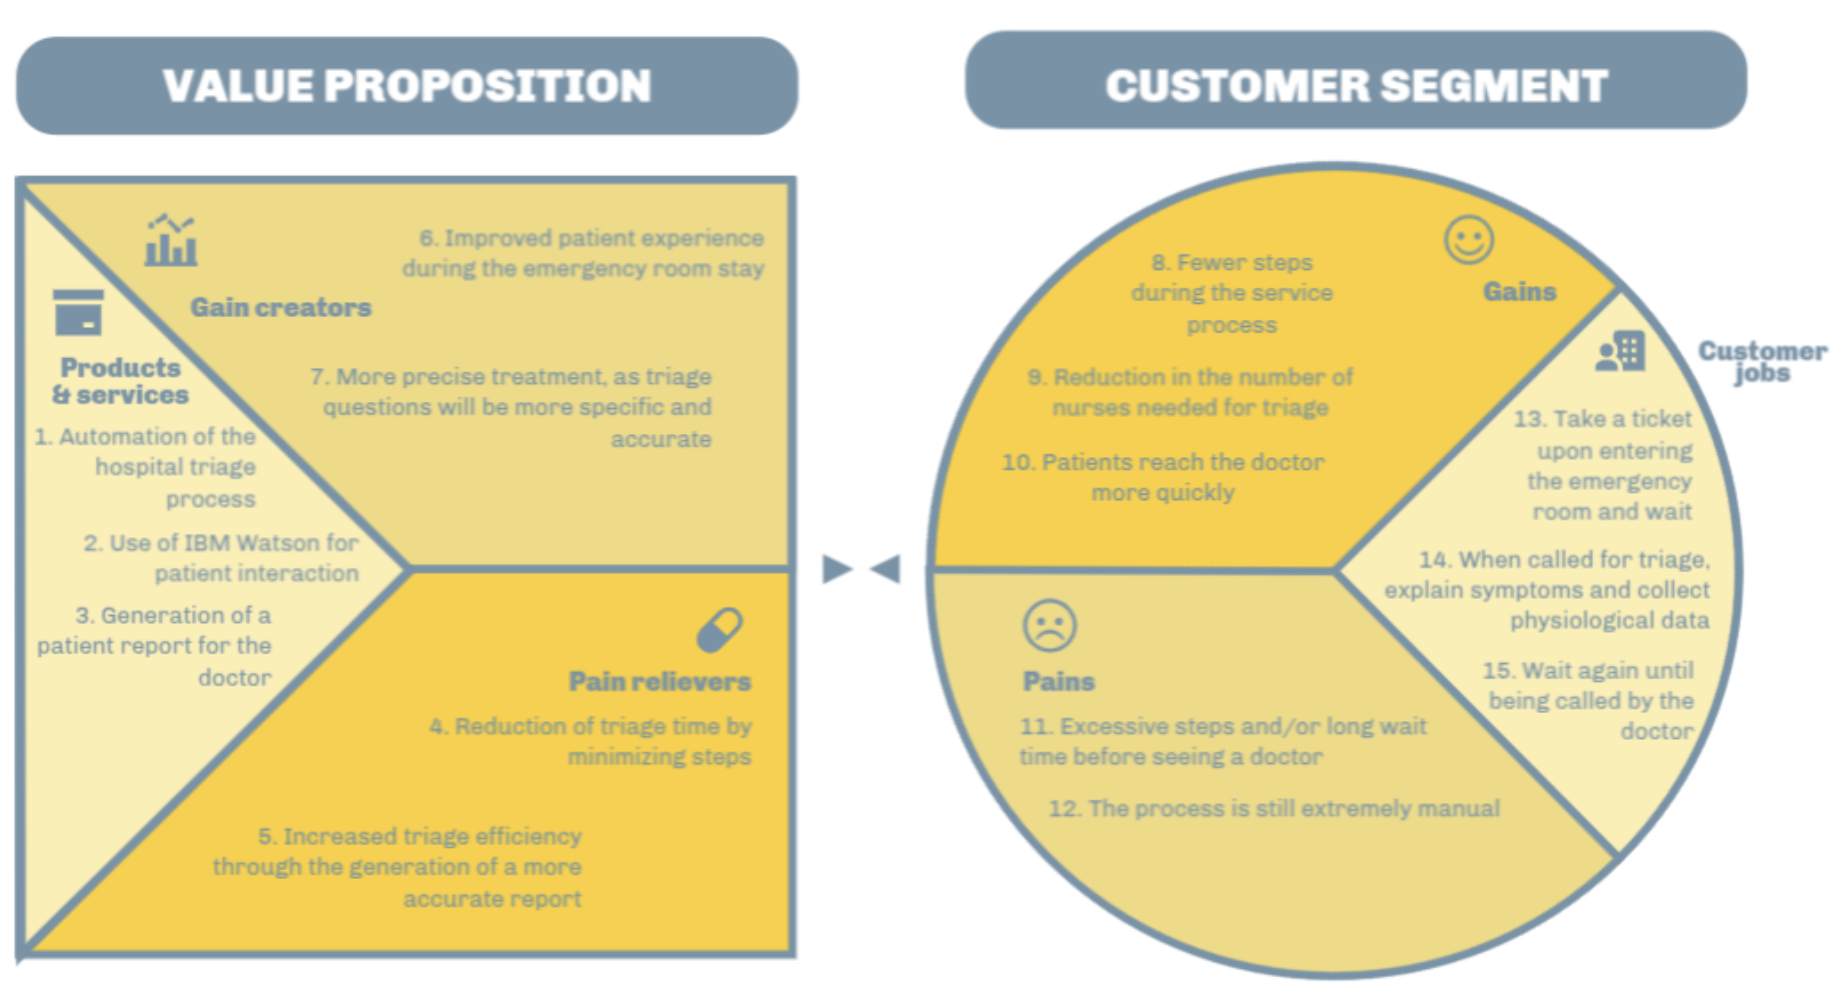 VALUE PROPOSITION
Gain creators
6. Improved patient experience
during the emergency room stay
7. More precise treatment, as triage
questions will be more specific and
accurate
Products
& services
1. Automation of the
hospital triage
process
2. Use of IBM Watson for
patient interaction
3. Generation of a
patient report for the
doctor
Pain relievers
4. Reduction of triage time by
minimizing steps
5. Increased triage efficiency
through the generation of a more
accurate report
CUSTOMER SEGMENT
Gains
8. Fewer steps
during the service
process
9. Reduction in the number of
nurses needed for triage
10. Patients reach the doctor
more quickly
Customer
jobs
13. Take a ticket
upon entering
the emergency
room and wait
14. When called for triage,
explain symptoms and collect
physiological data
15. Wait again until
being called by the
doctor
Pains
11. Excessive steps and/or long wait
time before seeing a doctor
12. The process is still extremely manual